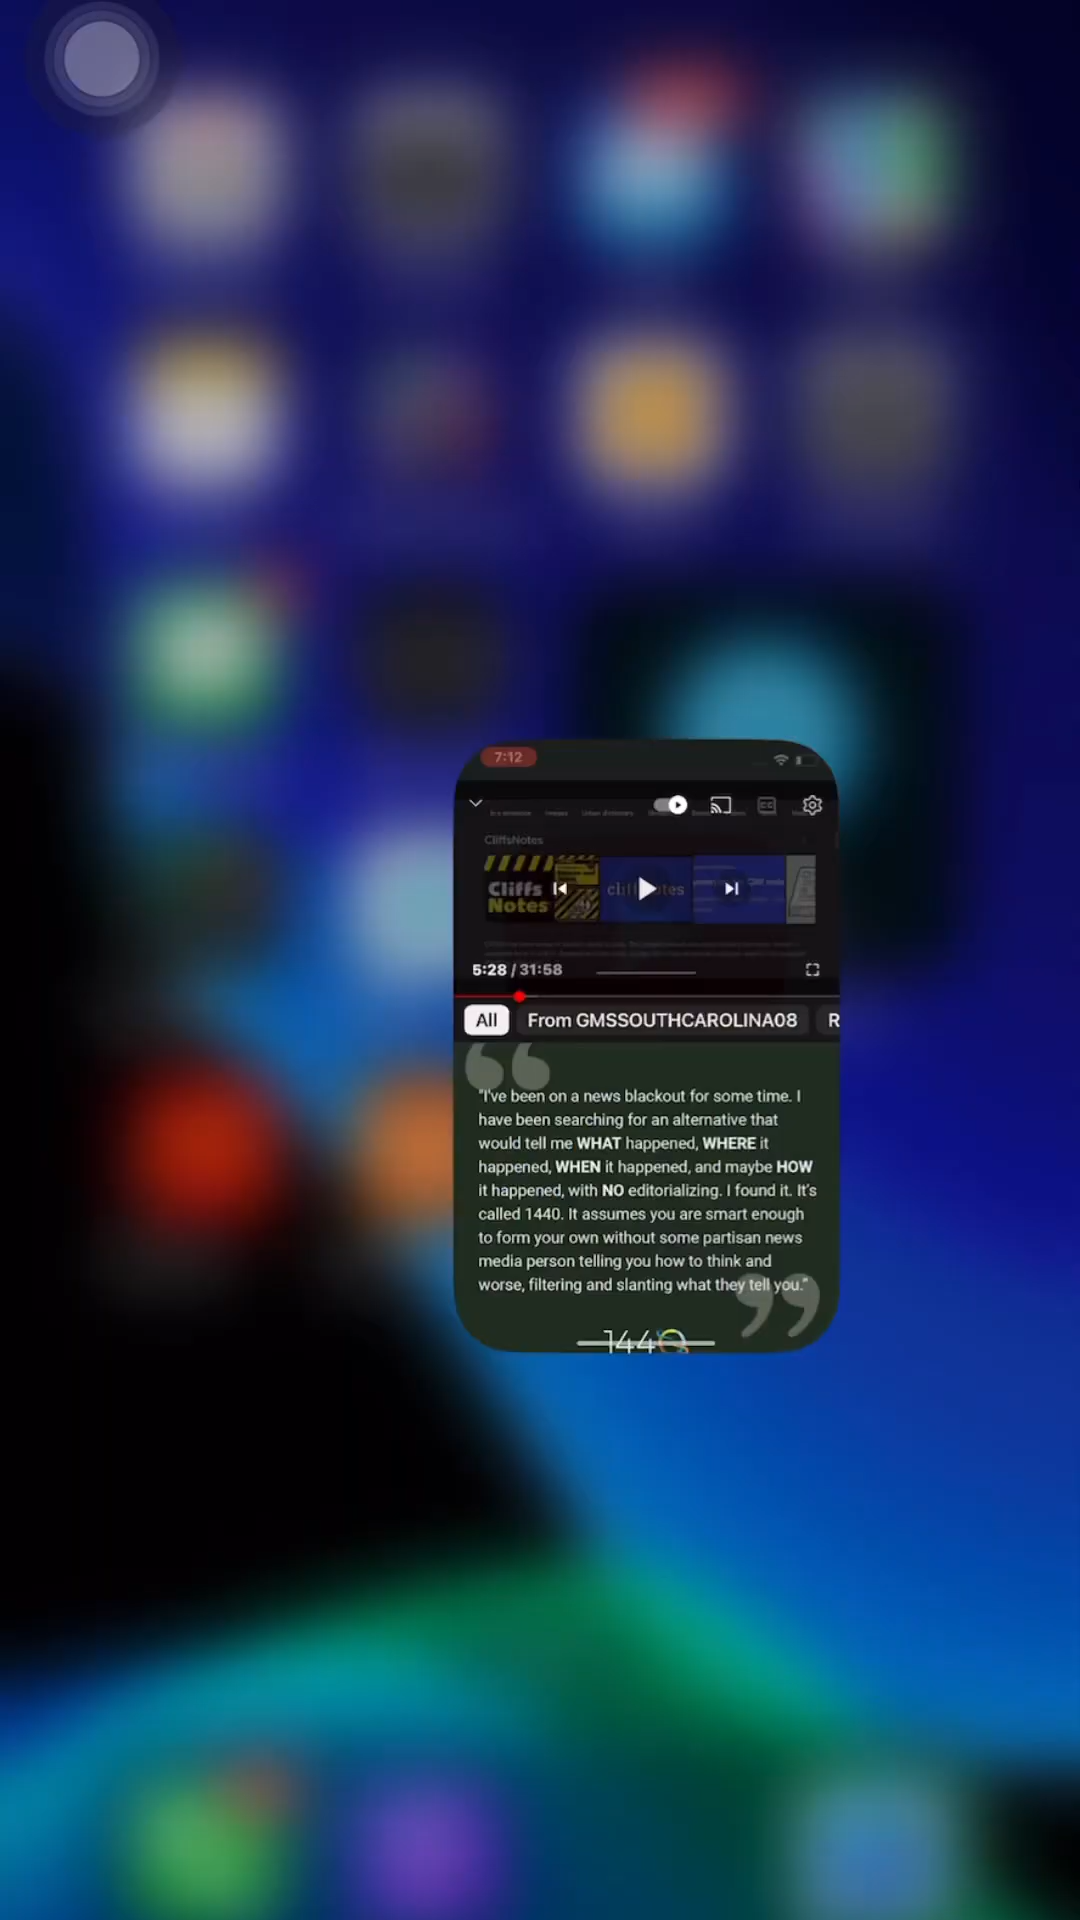 7:12
CliffsNotes
Cliffs
Notes
5:28 / 31:58
All
From GMSSOUTHCAROLINA08
R
"I've been on a news blackout for some time. I
have been searching for an alternative that
would tell me WHAT happened, WHERE it
happened, WHEN it happened, and maybe HOW
it happened, with NO editorializing. I found it. It's
called 1440. It assumes you are smart enough
to form your own without some partisan news
media person telling you how to think and
worse, filtering and slanting what they tell you."
1440